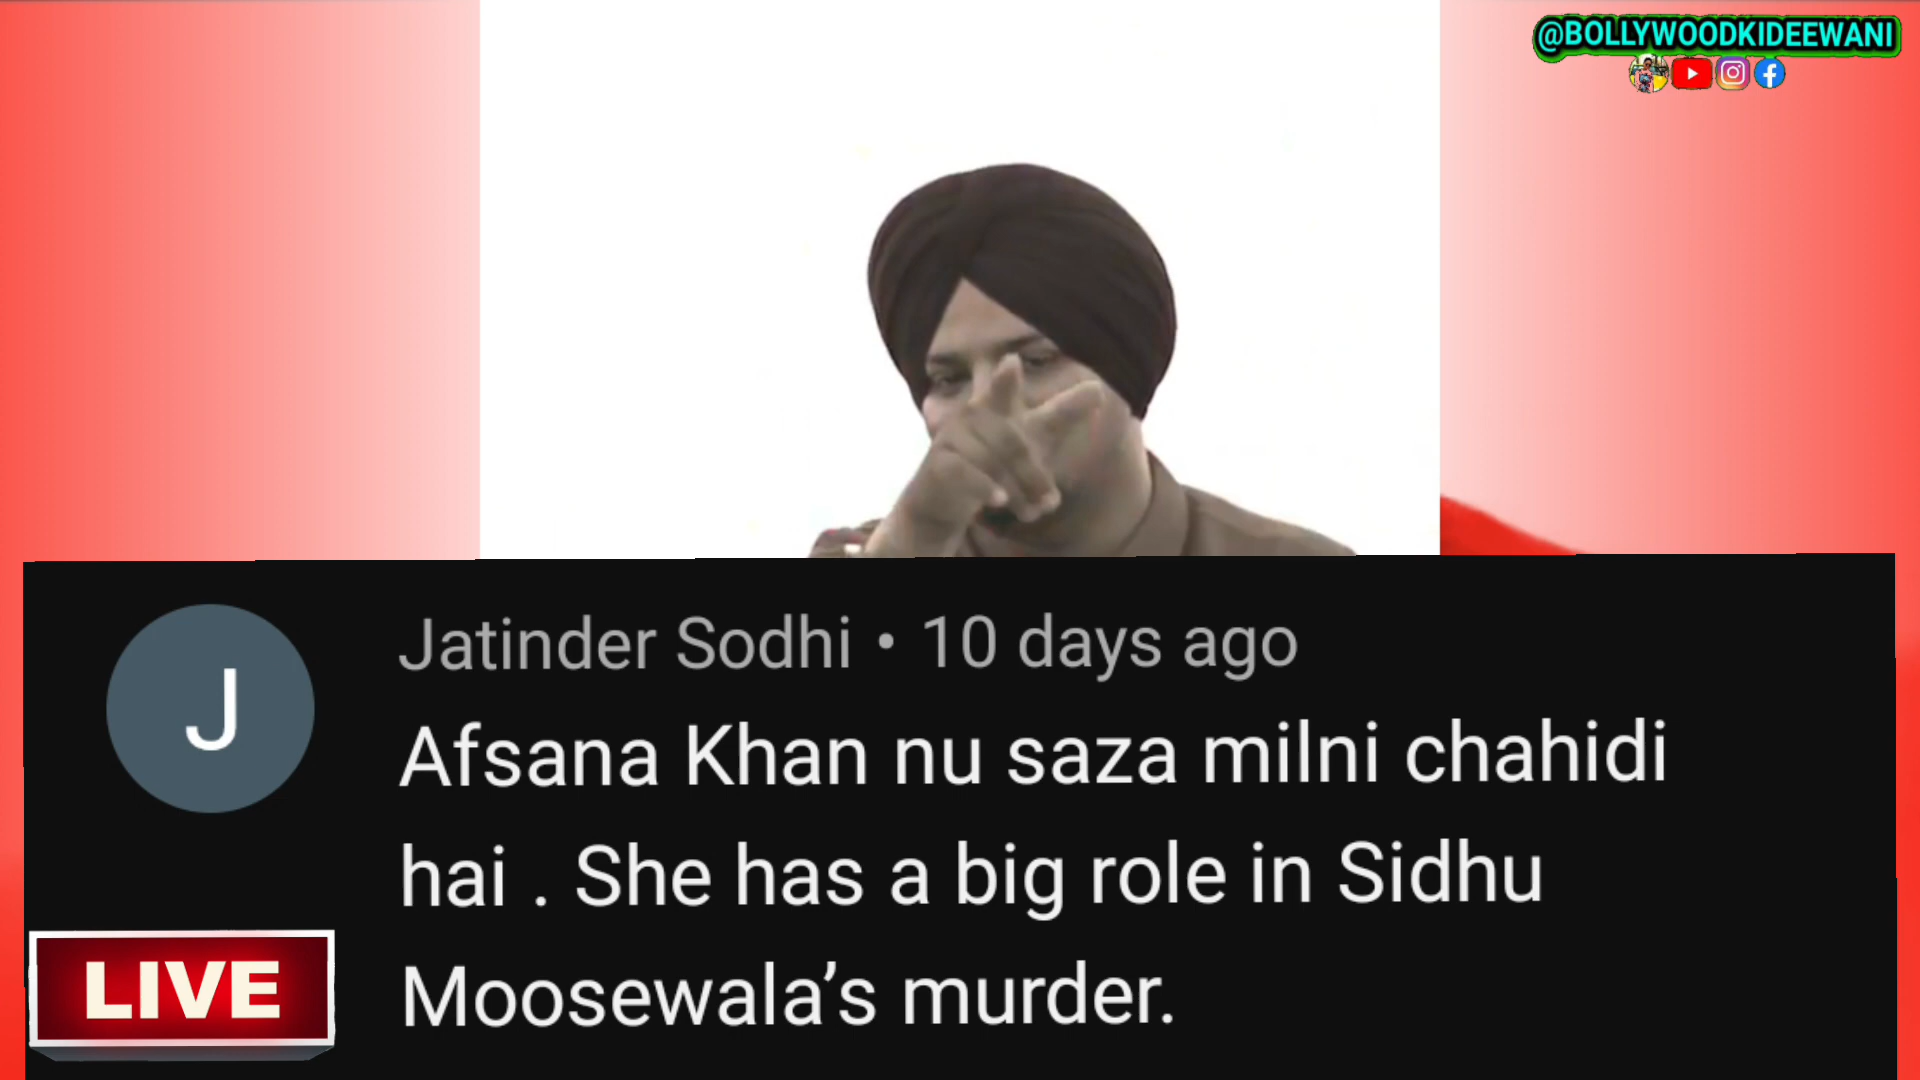 @BOLLYWOODKIDEEWANI
J
Jatinder Sodhi • 10 days ago
Afsana Khan nu saza milni chahidi
hai . She has a big role in Sidhu
Moosewala’s murder.
LIVE